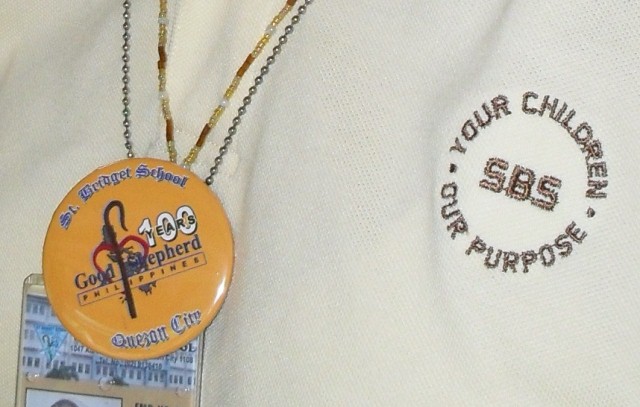 St. Bridget School
100
YEARS
Good Shepherd
PHILIPPINES
Quezon City
YOUR CHILDREN
SBS
OUR PURPOSE